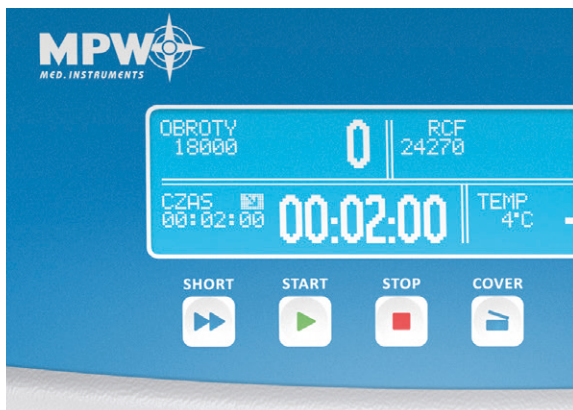 MPW
MED. INSTRUMENTS
OBROTY
18000
0
RCF
24270
CZAS
00:02:00
00:02:00
TEMP
4°C
SHORT
START
STOP
COVER